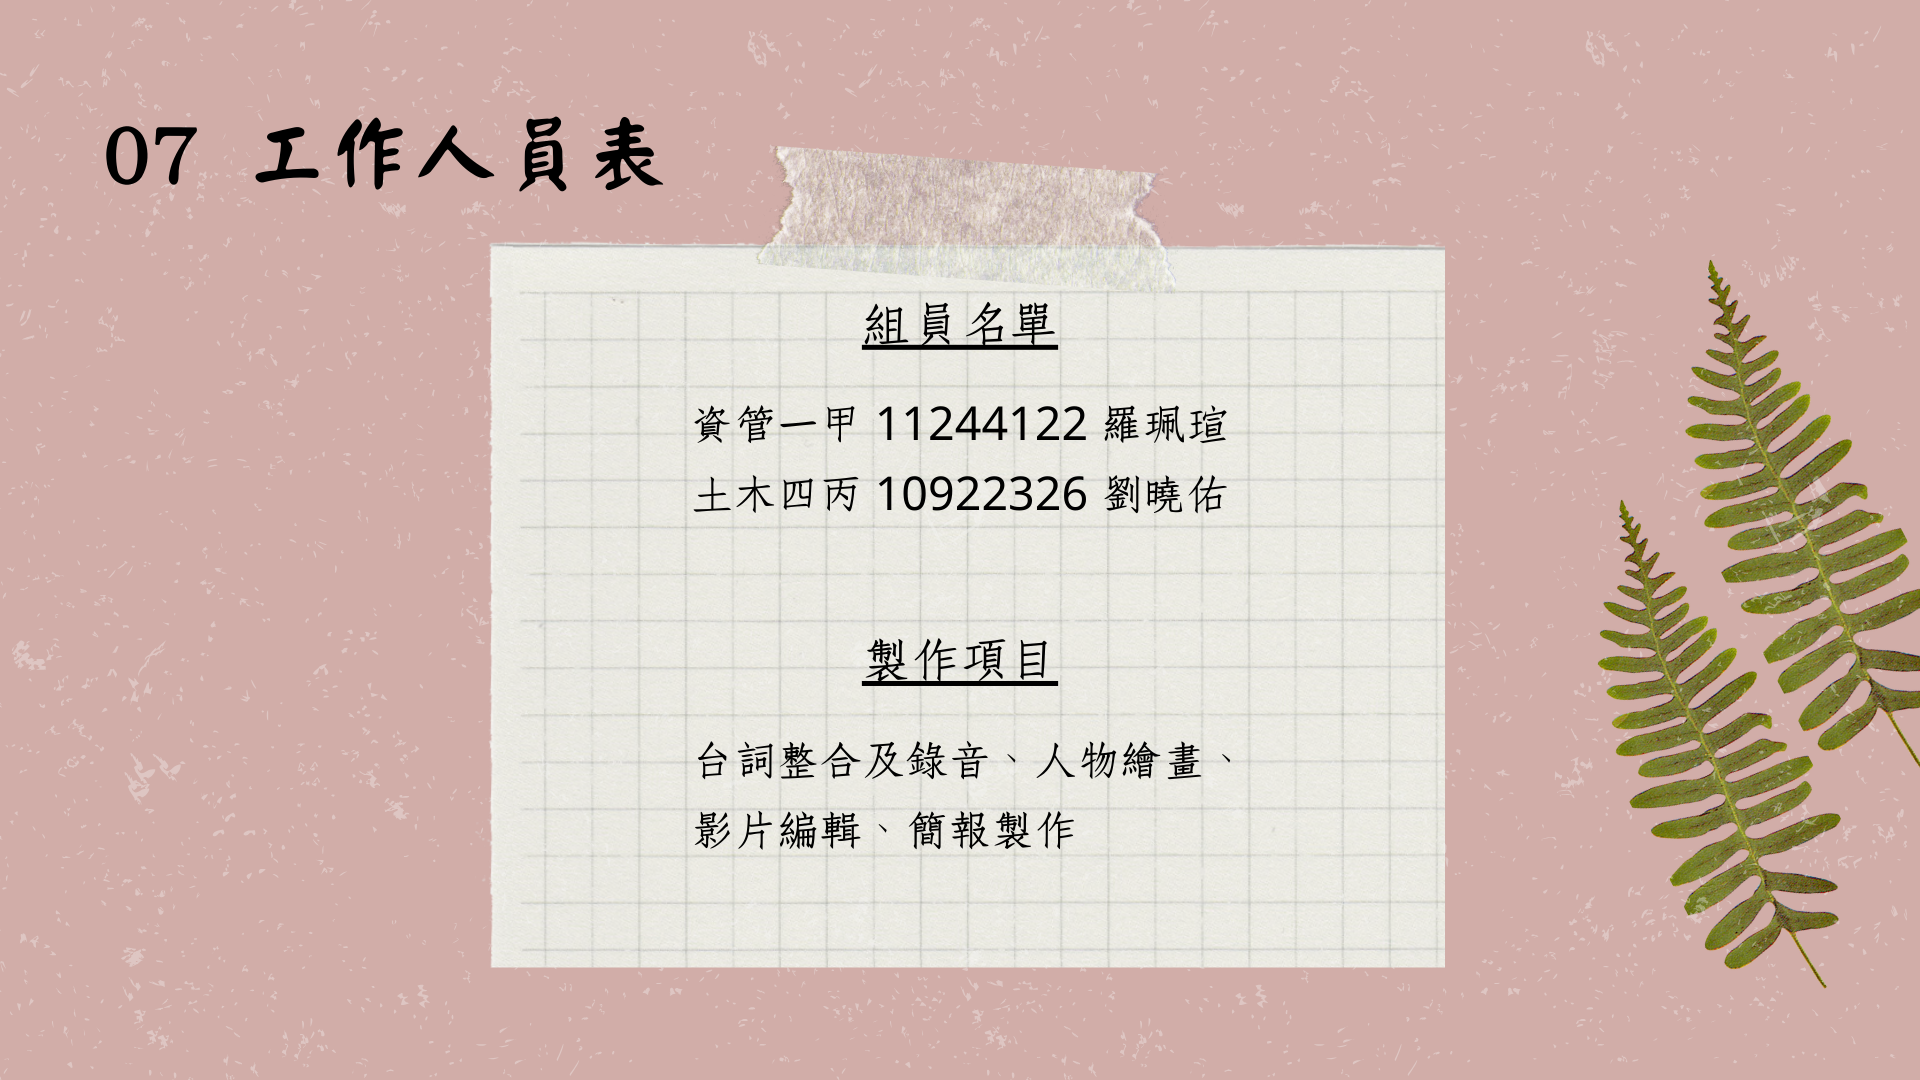 07 工作人員表
組員名單
資管一甲 11244122 羅珮瑄
土木四丙 10922326 劉曉佑
製作項目
台詞整合及錄音、人物繪畫、
影片編輯、簡報製作